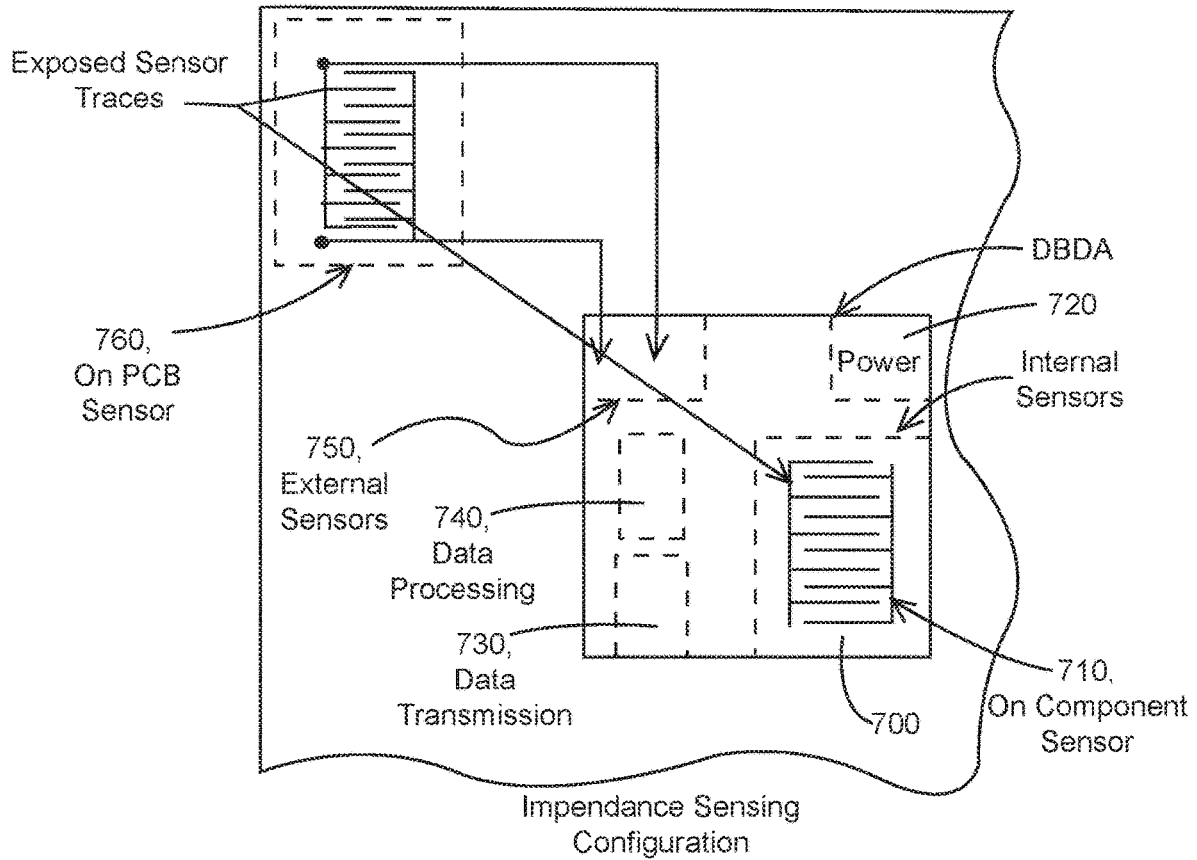 Exposed Sensor
Traces
DBDA
720
Power
Internal
Sensors
760,
On PCB
Sensor
750,
External
Sensors
740,
Data
Processing
730,
Data
Transmission
700
710,
On Component
Sensor
Impendance Sensing
Configuration